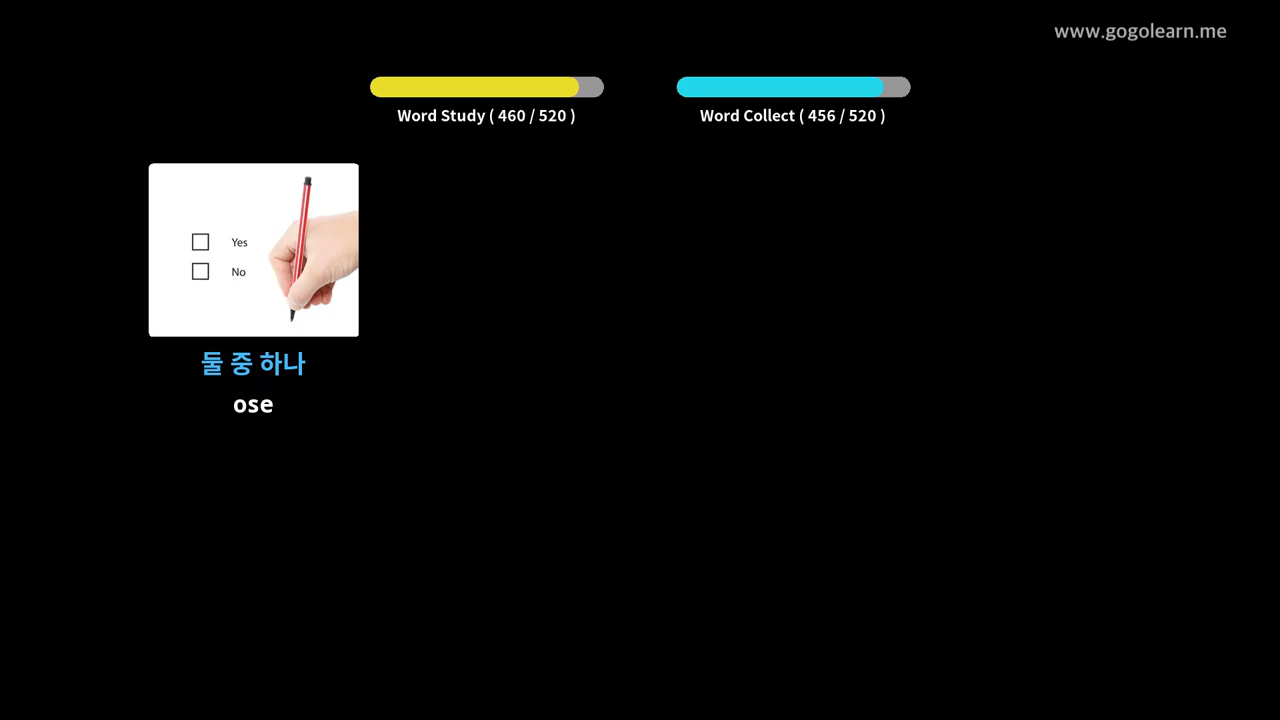 www.gogolearn.me
Word Study ( 460 / 520 )
Word Collect ( 456 / 520 )
Yes
No
둘 중 하나
ose